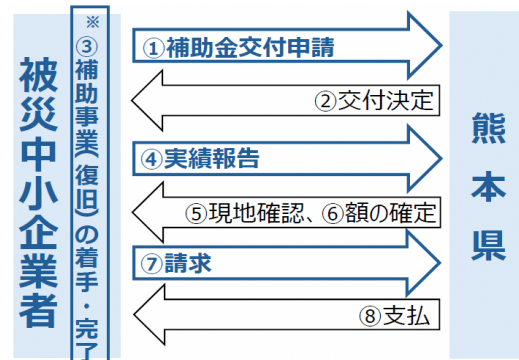 被災中小企業者
※③補助事業(復旧)の着手・完了
①補助金交付申請
②交付決定
④実績報告
⑤現地確認、⑥額の確定
⑦請求
⑧支払
熊本県